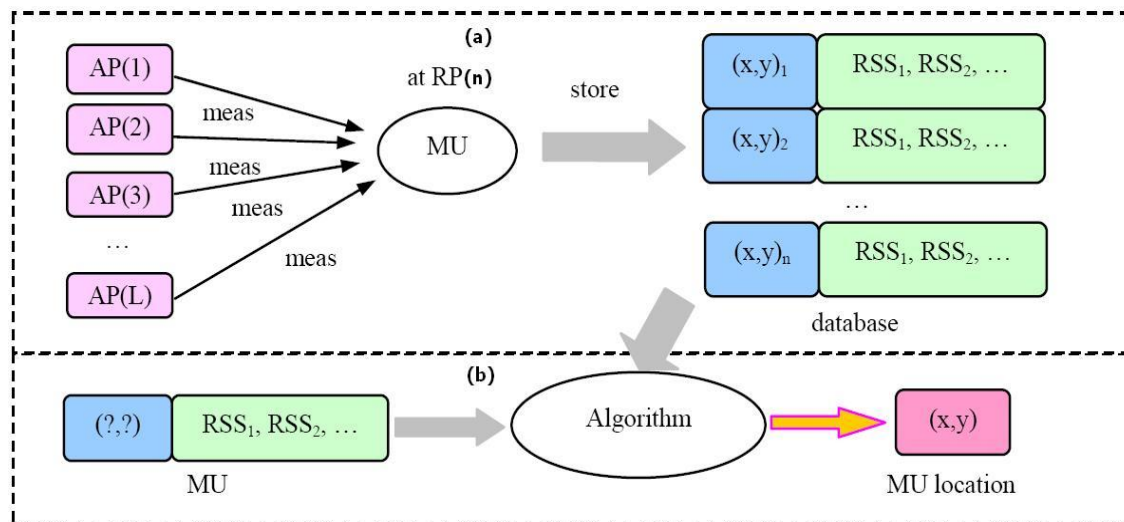 (a)
AP(1)
at RP(n)
meas
store
(x,y)₁ RSS₁, RSS₂, …
AP(2)
MU
meas
(x,y)₂ RSS₁, RSS₂, …
AP(3)
meas
…
…
meas
(x,y)ₙ RSS₁, RSS₂, …
AP(L)
database
(b)
(?,?) RSS₁, RSS₂, …
Algorithm
(x,y)
MU
MU location